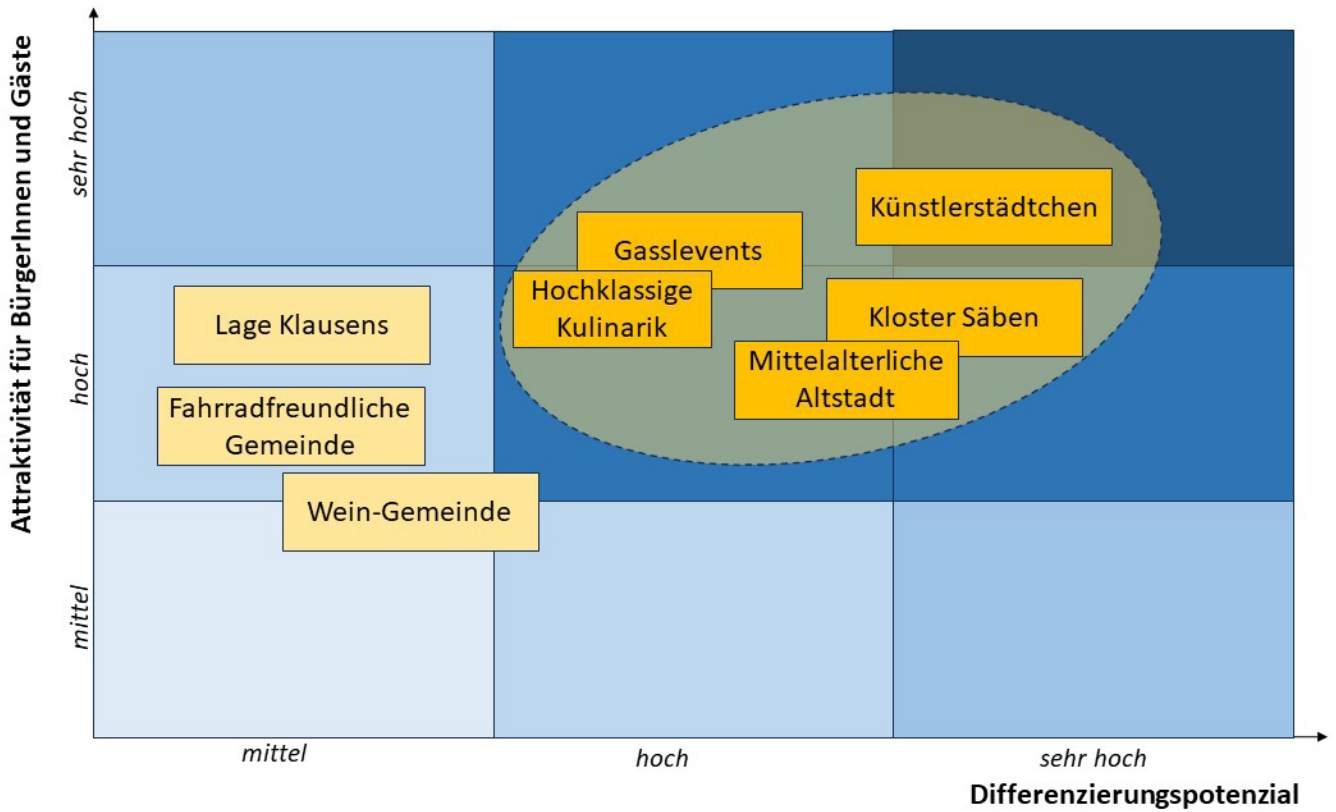 Attraktivität für BürgerInnen und Gäste
sehr hoch
hoch
mittel
Künstlerstädtchen
Gasslevents
Hochklassige
Kulinarik
Kloster Säben
Lage Klausens
Mittelalterliche
Altstadt
Fahrradfreundliche
Gemeinde
Wein-Gemeinde
mittel
hoch
sehr hoch
Differenzierungspotenzial